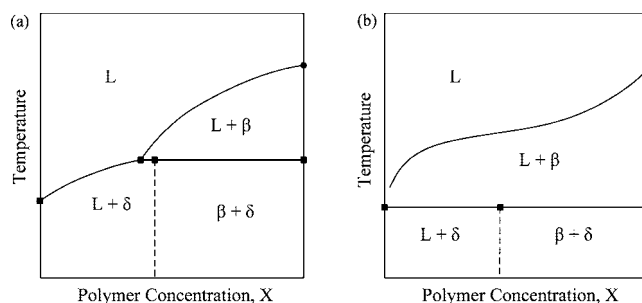 (a)
Temperature
L
L + β
L + δ
β + δ
Polymer Concentration, X
(b)
Temperature
L
L + β
L + δ
β + δ
Polymer Concentration, X